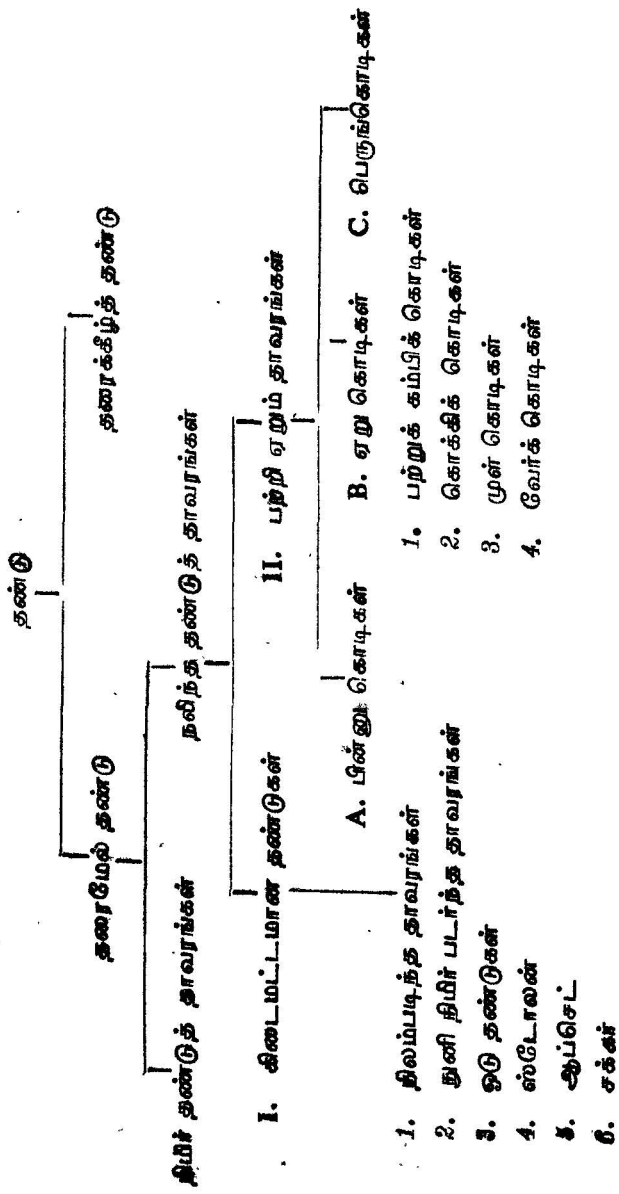 தண்டு
தரைமேல் தண்டு
தரைக்கீழ்த் தண்டு
நிமிர் தண்டுத் தாவரங்கள்
நலிந்த தண்டுத் தாவரங்கள்
I. கிடைமட்டமான தண்டுகள்
II. பற்றி ஏறும் தாவரங்கள்
A. பின்னு கொடிகள்
B. ஏறு கொடிகள்
C. பெருங்கொடிகள்
1. நிலம்படிந்த தாவரங்கள்
2. நுனி நிமிர் படர்ந்த தாவரங்கள்
3. ஓடு தண்டுகள்
4. ஸ்டோலன்
5. ஆப்செட்
6. சக்கர்
1. பற்றுக் கம்பிக் கொடிகள்
2. கொக்கிக் கொடிகள்
3. முள் கொடிகள்
4. வேர்க் கொடிகள்